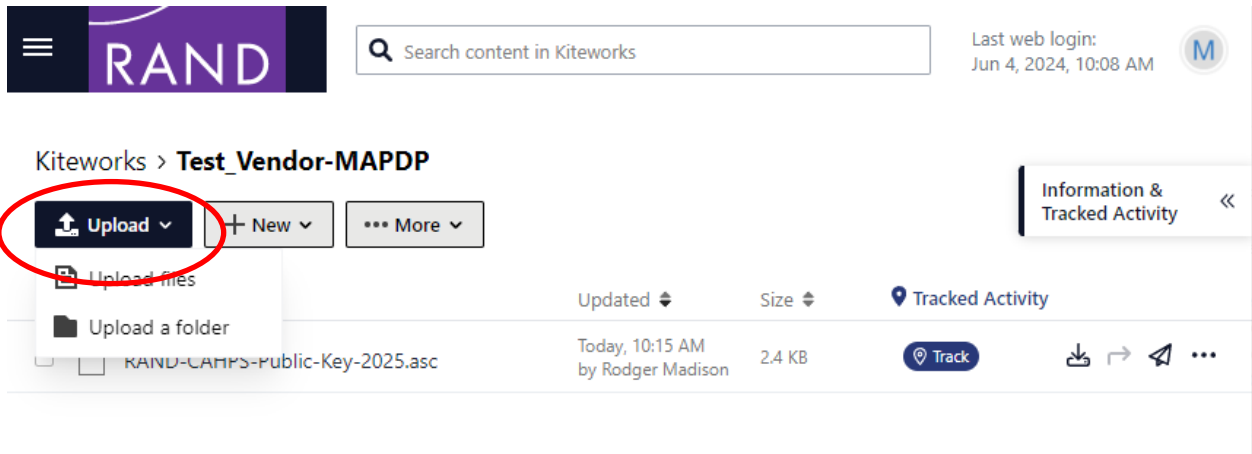 RAND
Search content in Kiteworks
Last web login:
Jun 4, 2024, 10:08 AM
M
Kiteworks > Test_Vendor-MAPDP
Information &
Tracked Activity
Upload
New
More
Upload files
Upload a folder
Updated
Size
Tracked Activity
RAND-CAHPS-Public-Key-2025.asc
Today, 10:15 AM
by Rodger Madison
2.4 KB
Track